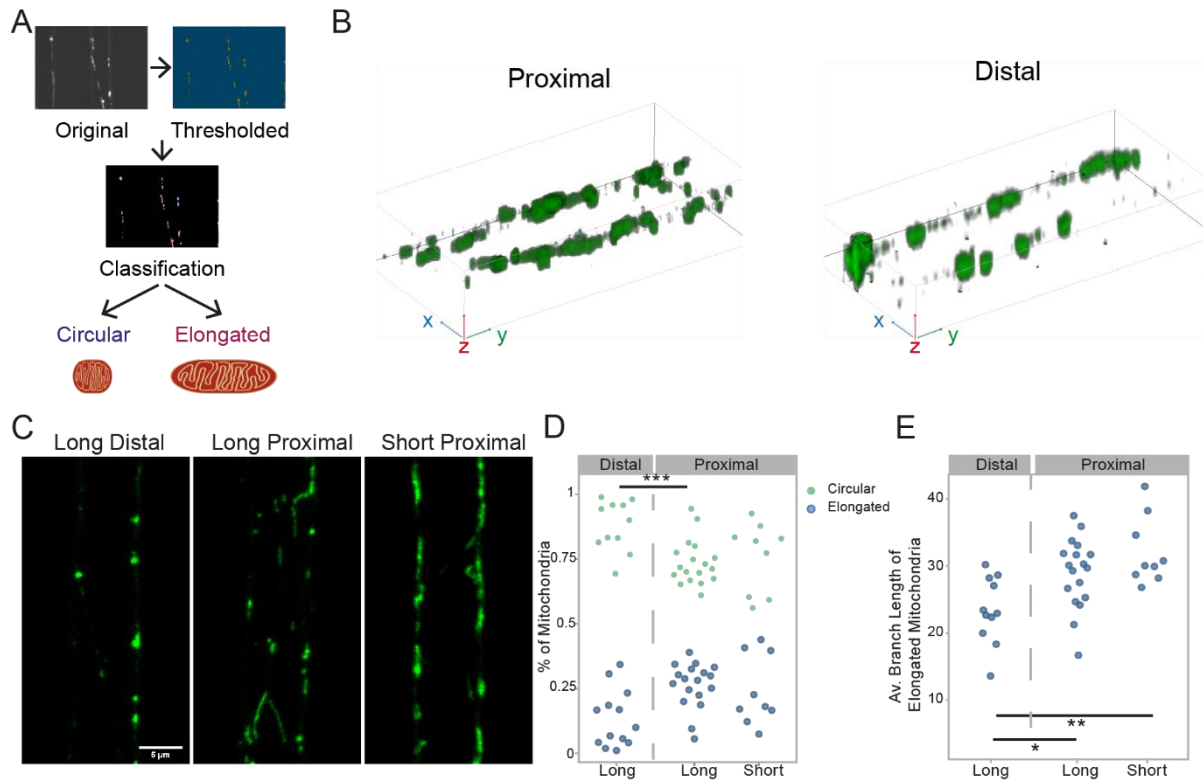 A
Original
Thresholded
Classification
Circular
Elongated
B
Proximal
Distal
x
z
y
x
z
y
C
Long Distal
Long Proximal
Short Proximal
5 µm
D
Distal
Proximal
***
Circular
Elongated
% of Mitochondria
1
0.75
0.5
0.25
0
Long
Long
Short
E
Distal
Proximal
Av. Branch Length of
Elongated Mitochondria
40
30
20
10
**
*
Long
Long
Short